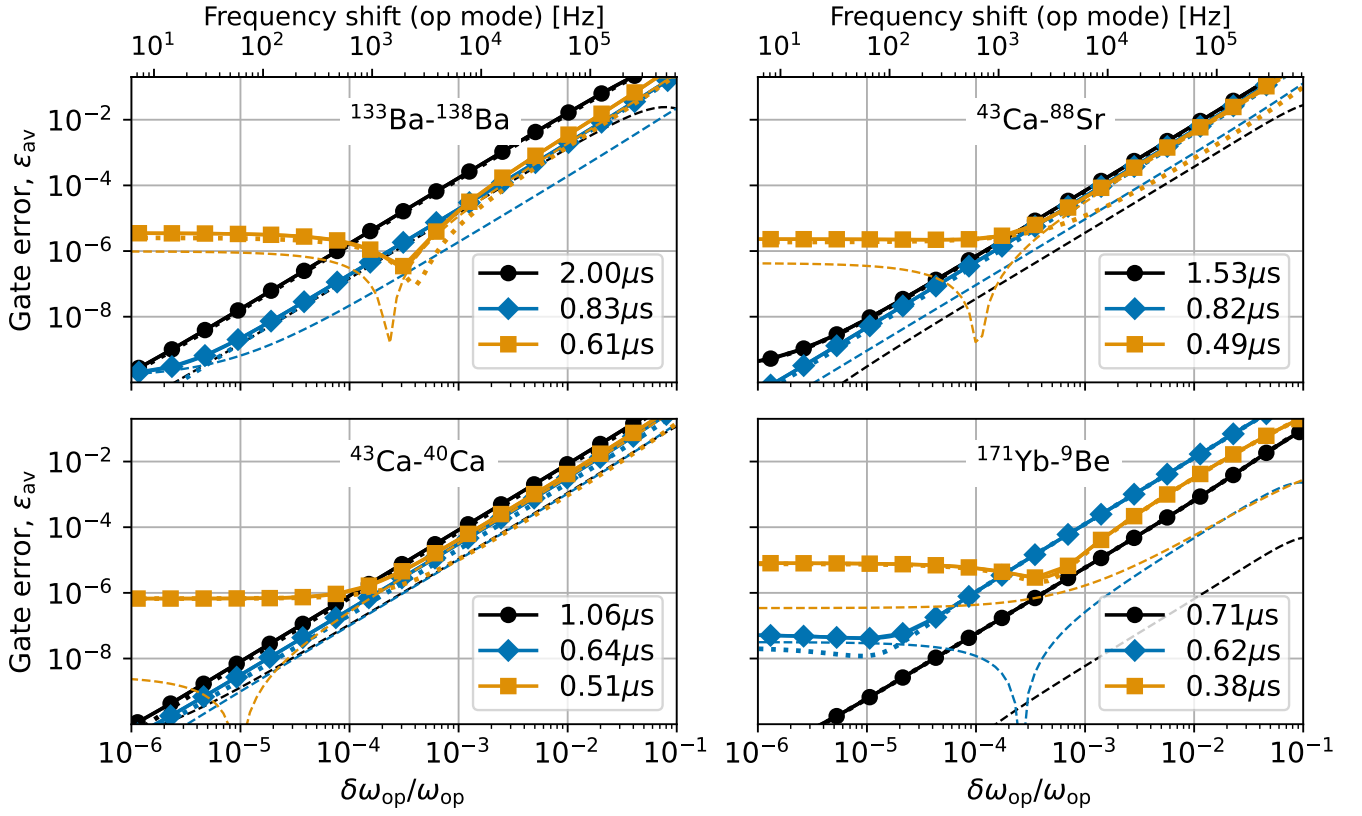 Frequency shift (op mode) [Hz] Frequency shift (op mode) [Hz]
10¹ 10² 10³ 10⁴ 10⁵ 10¹ 10² 10³ 10⁴ 10⁵
Gate error, εav
10⁻² 10⁻⁴ 10⁻⁶ 10⁻⁸
¹³³Ba-¹³⁸Ba
2.00μs
0.83μs
0.61μs
⁴³Ca-⁸⁸Sr
1.53μs
0.82μs
0.49μs
Gate error, εav
10⁻² 10⁻⁴ 10⁻⁶ 10⁻⁸
⁴³Ca-⁴⁰Ca
1.06μs
0.64μs
0.51μs
¹⁷¹Yb-⁹Be
0.71μs
0.62μs
0.38μs
10⁻⁶ 10⁻⁵ 10⁻⁴ 10⁻³ 10⁻² 10⁻¹ 10⁻⁶ 10⁻⁵ 10⁻⁴ 10⁻³ 10⁻² 10⁻¹
δωop/ωop δωop/ωop